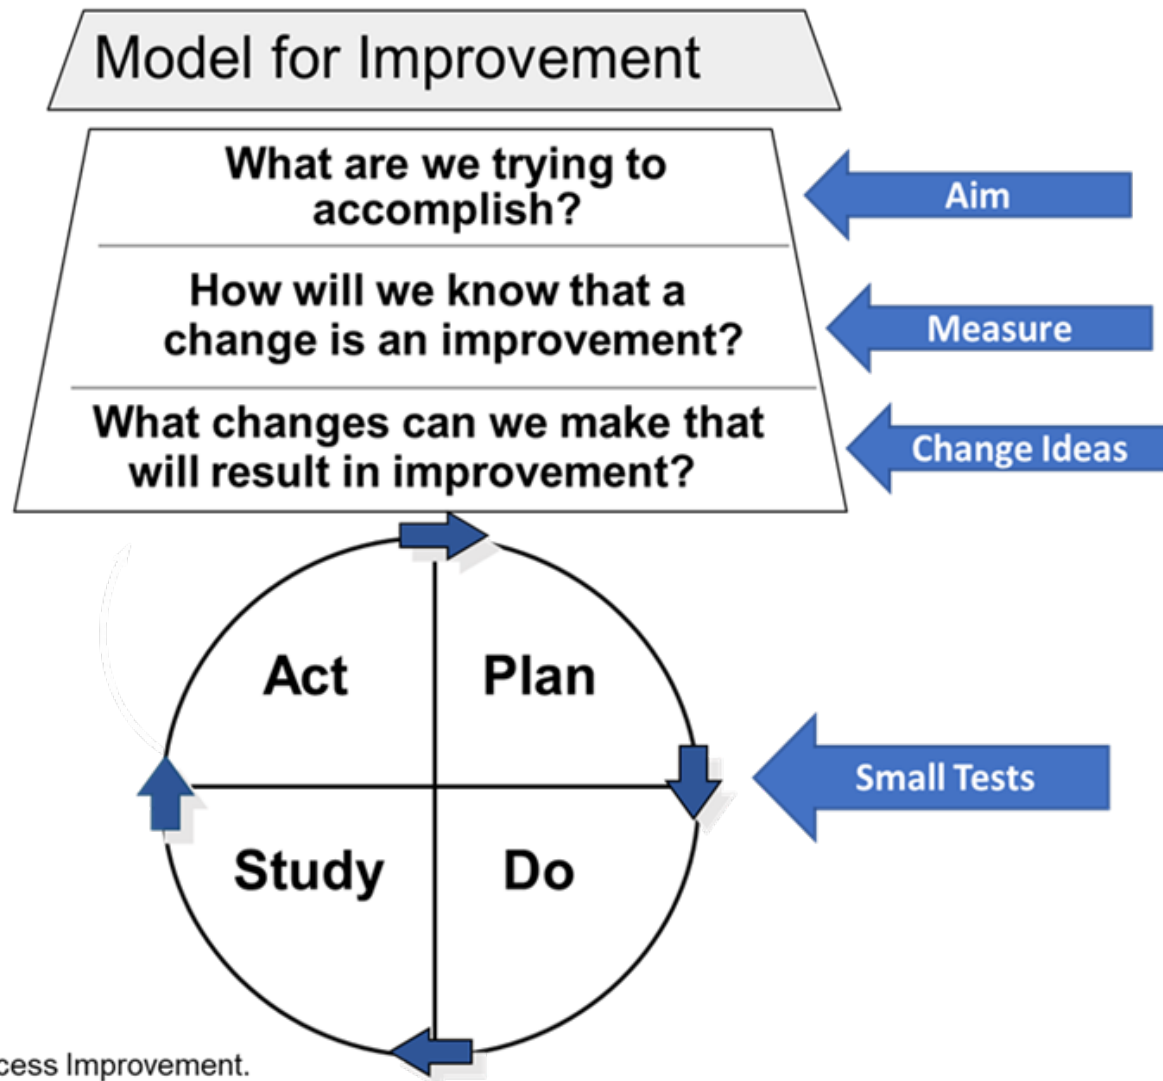 Model for Improvement
What are we trying to
accomplish?
Aim
How will we know that a
change is an improvement?
Measure
What changes can we make that
will result in improvement?
Change Ideas
Act
Plan
Small Tests
Study
Do
Improvement.